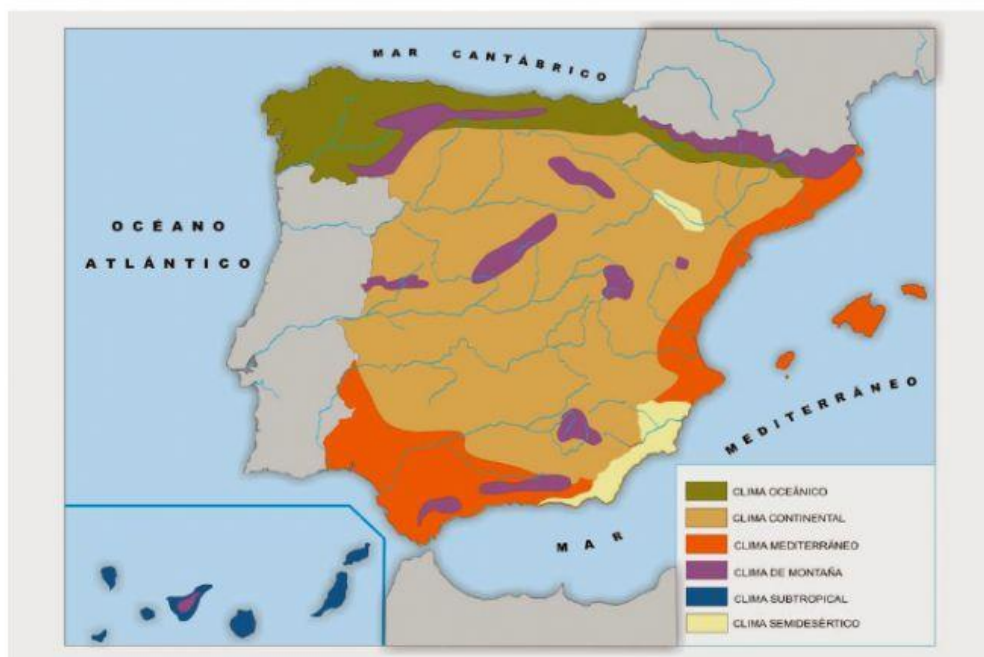 MAR CANTÁBRICO
OCÉANO
ATLÁNTICO
MEDITERRÁNEO
MAR
CLIMA OCEÁNICO
CLIMA CONTINENTAL
CLIMA MEDITERRÁNEO
CLIMA DE MONTAÑA
CLIMA SUBTROPICAL
CLIMA SEMIDESÉRTICO